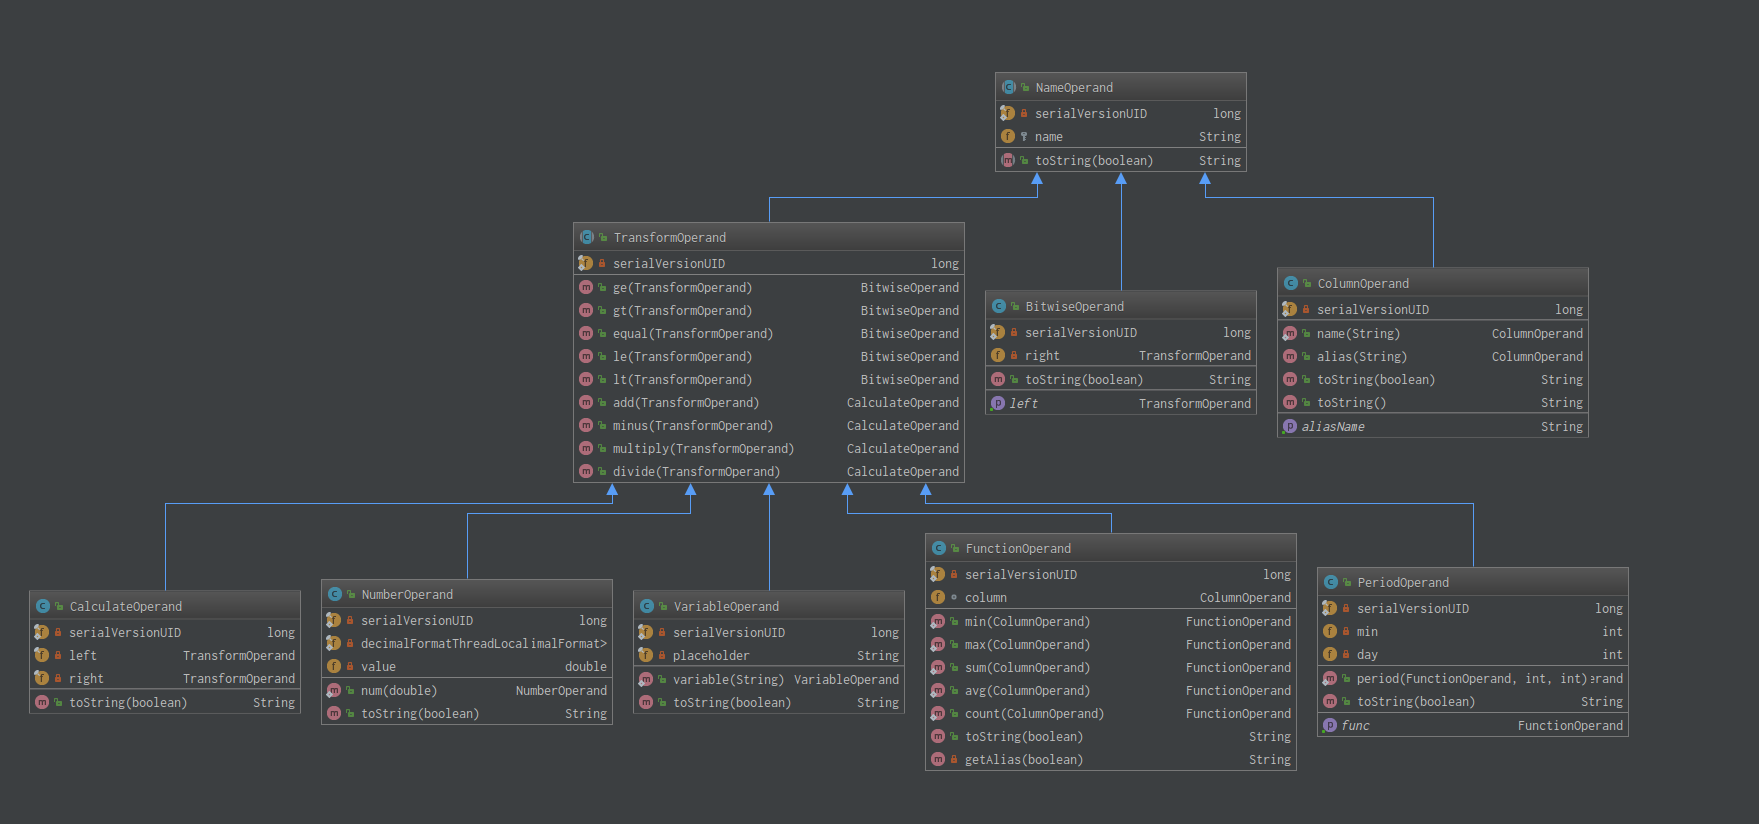 NameOperand
serialVersionUID long
name String
toString(boolean) String
TransformOperand
serialVersionUID long
ge(TransformOperand) BitwiseOperand
gt(TransformOperand) BitwiseOperand
equal(TransformOperand) BitwiseOperand
le(TransformOperand) BitwiseOperand
lt(TransformOperand) BitwiseOperand
add(TransformOperand) CalculateOperand
minus(TransformOperand) CalculateOperand
multiply(TransformOperand) CalculateOperand
divide(TransformOperand) CalculateOperand
BitwiseOperand
serialVersionUID long
right TransformOperand
toString(boolean) String
left TransformOperand
ColumnOperand
serialVersionUID long
name(String) ColumnOperand
alias(String) ColumnOperand
toString(boolean) String
toString() String
aliasName String
CalculateOperand
serialVersionUID long
left TransformOperand
right TransformOperand
toString(boolean) String
NumberOperand
serialVersionUID long
decimalFormatThreadLocalimalFormat>
value double
num(double) NumberOperand
toString(boolean) String
VariableOperand
serialVersionUID long
placeholder String
variable(String) VariableOperand
toString(boolean) String
FunctionOperand
serialVersionUID long
column ColumnOperand
min(ColumnOperand) FunctionOperand
max(ColumnOperand) FunctionOperand
sum(ColumnOperand) FunctionOperand
avg(ColumnOperand) FunctionOperand
count(ColumnOperand) FunctionOperand
toString(boolean) String
getAlias(boolean) String
PeriodOperand
serialVersionUID long
min int
day int
period(FunctionOperand, int, int)erand
toString(boolean) String
func FunctionOperand